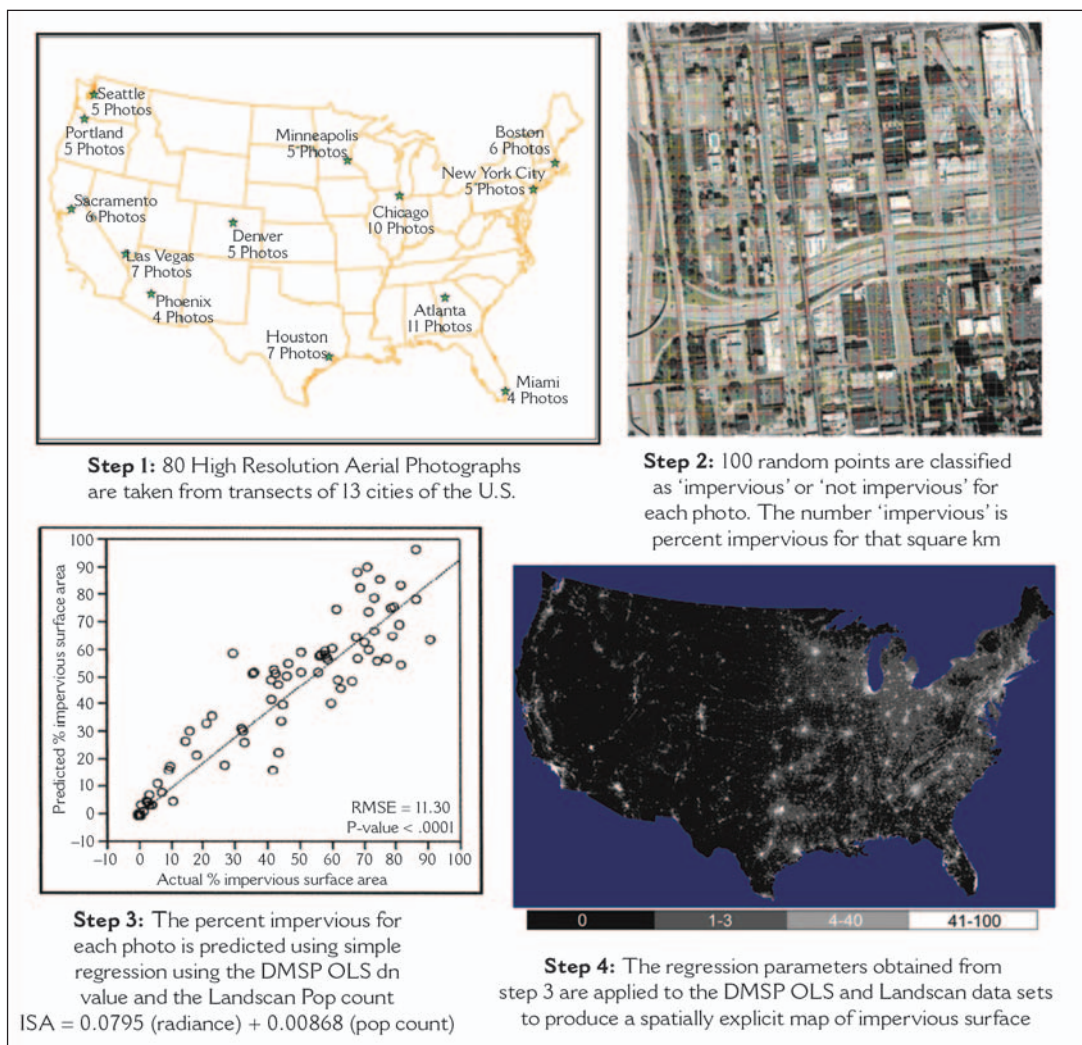 Seattle
5 Photos
Portland
5 Photos
Sacramento
6 Photos
Las Vegas
7 Photos
Phoenix
4 Photos
Denver
5 Photos
Minneapolis
5 Photos
Chicago
10 Photos
Boston
6 Photos
New York City
5 Photos
Atlanta
11 Photos
Houston
7 Photos
Miami
4 Photos
Step 1: 80 High Resolution Aerial Photographs
are taken from transects of 13 cities of the U.S.
Step 2: 100 random points are classified
as ‘impervious’ or ‘not impervious’ for
each photo. The number ‘impervious’ is
percent impervious for that square km
Predicted % impervious surface area
100
90
80
70
60
50
40
30
20
10
0
–10
RMSE = 11.30
P-value < .0001
–10 0 10 20 30 40 50 60 70 80 90 100
Actual % impervious surface area
Step 3: The percent impervious for
each photo is predicted using simple
regression using the DMSP OLS dn
value and the Landscan Pop count
ISA = 0.0795 (radiance) + 0.00868 (pop count)
0 1-3 4-40 41-100
Step 4: The regression parameters obtained from
step 3 are applied to the DMSP OLS and Landscan data sets
to produce a spatially explicit map of impervious surface